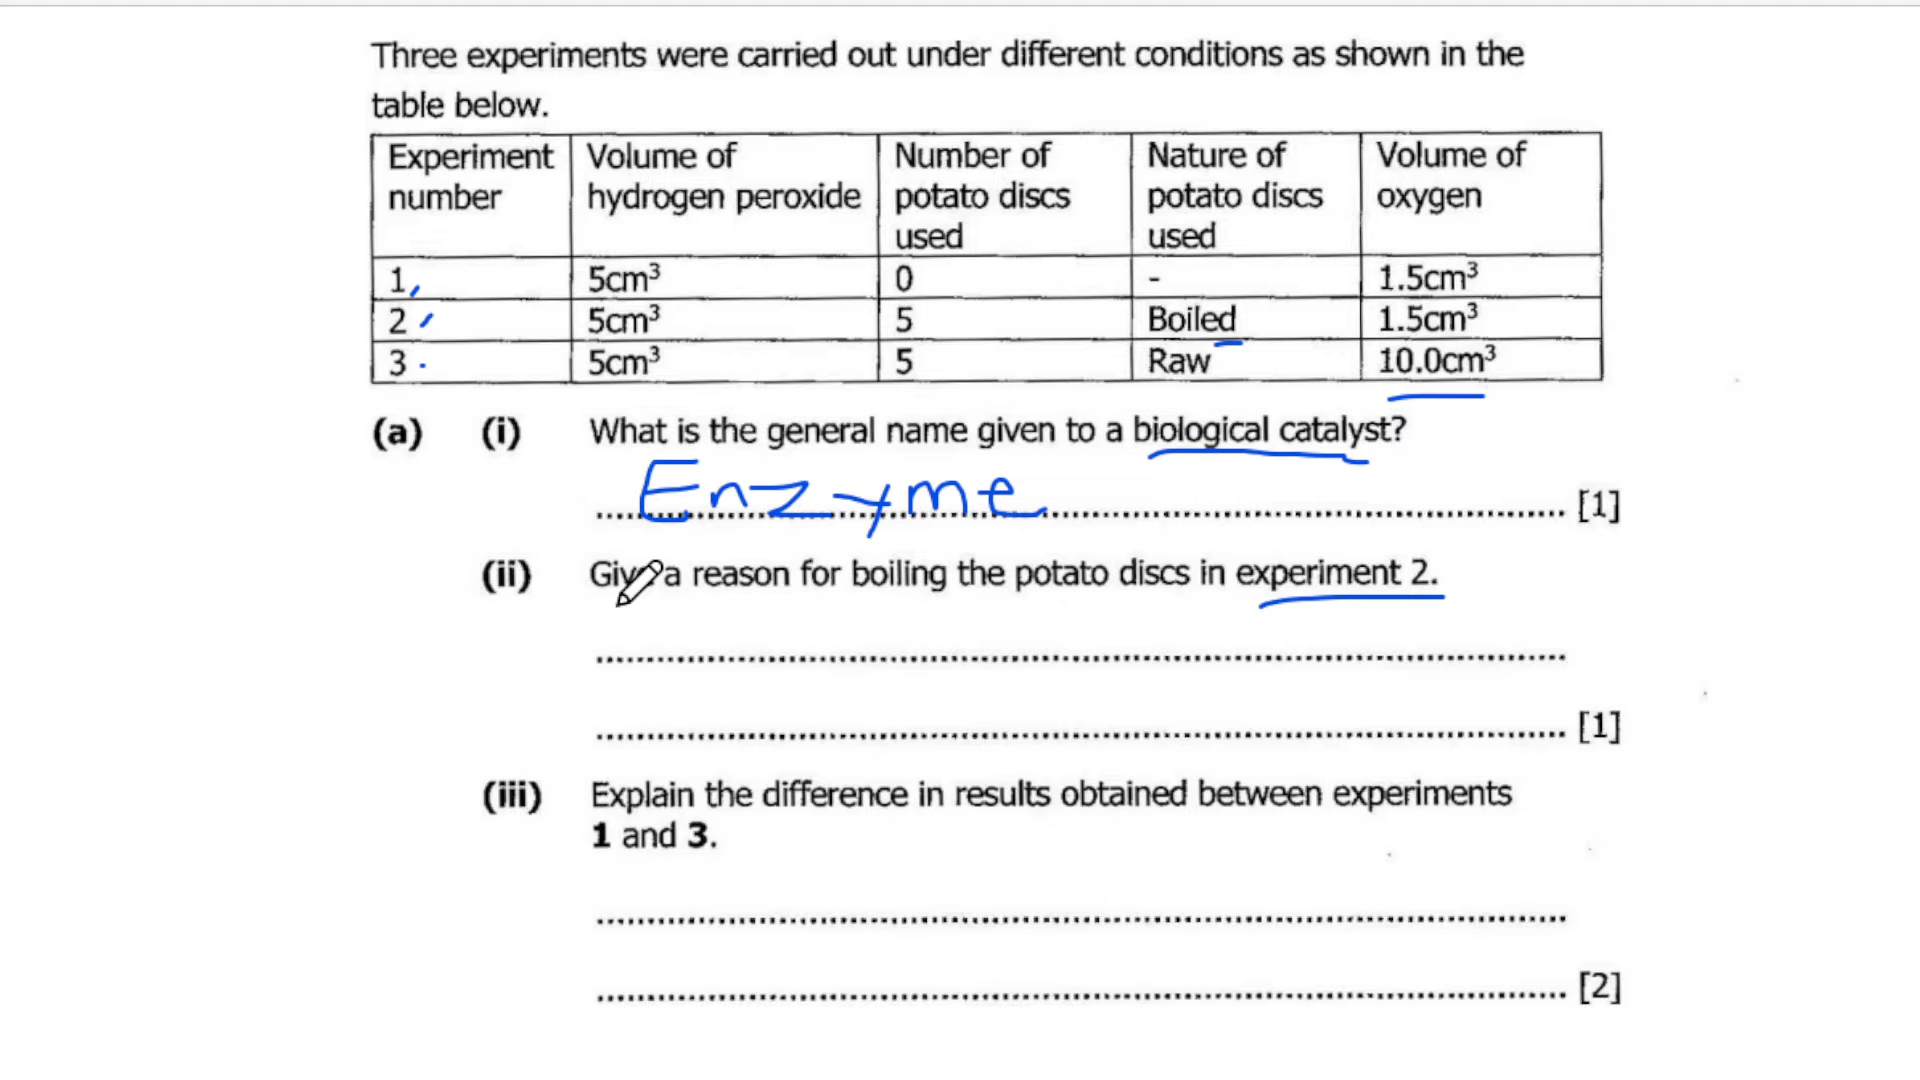 Three experiments were carried out under different conditions as shown in the
table below.
Experiment number | Volume of hydrogen peroxide | Number of potato discs used | Nature of potato discs used | Volume of oxygen
1 | 5cm³ | 0 | - | 1.5cm³
2 | 5cm³ | 5 | Boiled | 1.5cm³
3 | 5cm³ | 5 | Raw | 10.0cm³
(a) (i) What is the general name given to a biological catalyst?
Enzyme [1]
(ii) Give a reason for boiling the potato discs in experiment 2.
[1]
(iii) Explain the difference in results obtained between experiments
1 and 3.
[2]